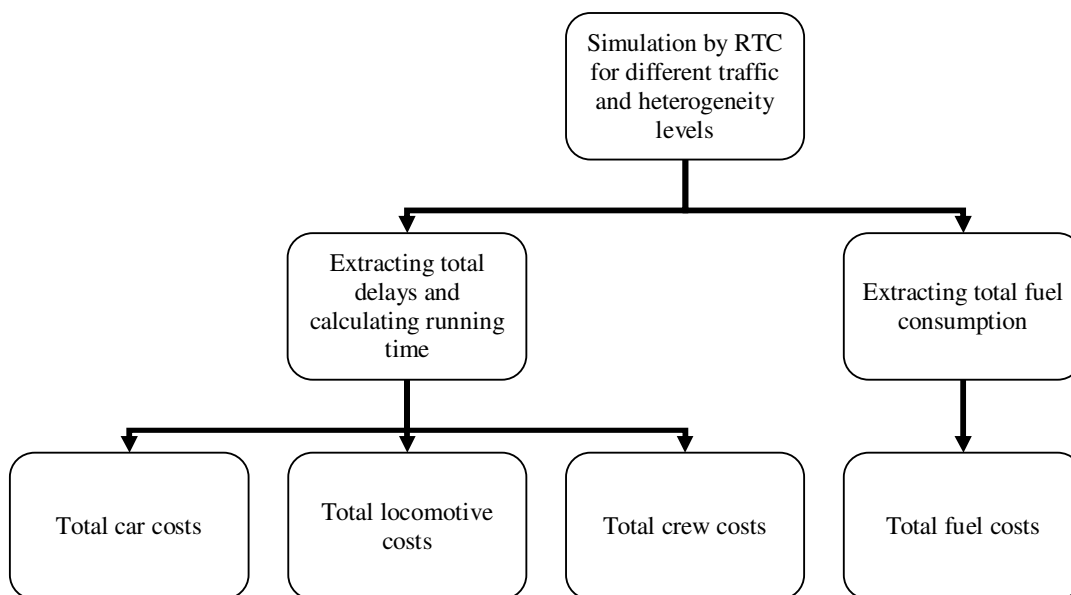 Simulation by RTC
for different traffic
and heterogeneity
levels
Extracting total
delays and
calculating running
time
Extracting total fuel
consumption
Total car costs
Total locomotive
costs
Total crew costs
Total fuel costs